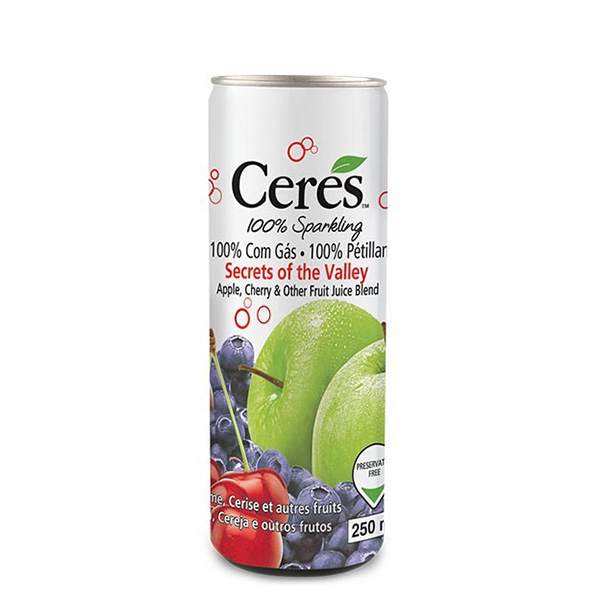 Ceres™
100% Sparkling
100% Com Gás • 100% Pétillan
Secrets of the Valley
Apple, Cherry & Other Fruit Juice Blend
PRESERVAT
FREE
me, Cerise et autres fruits
, Cereja e outros frutos
250 m